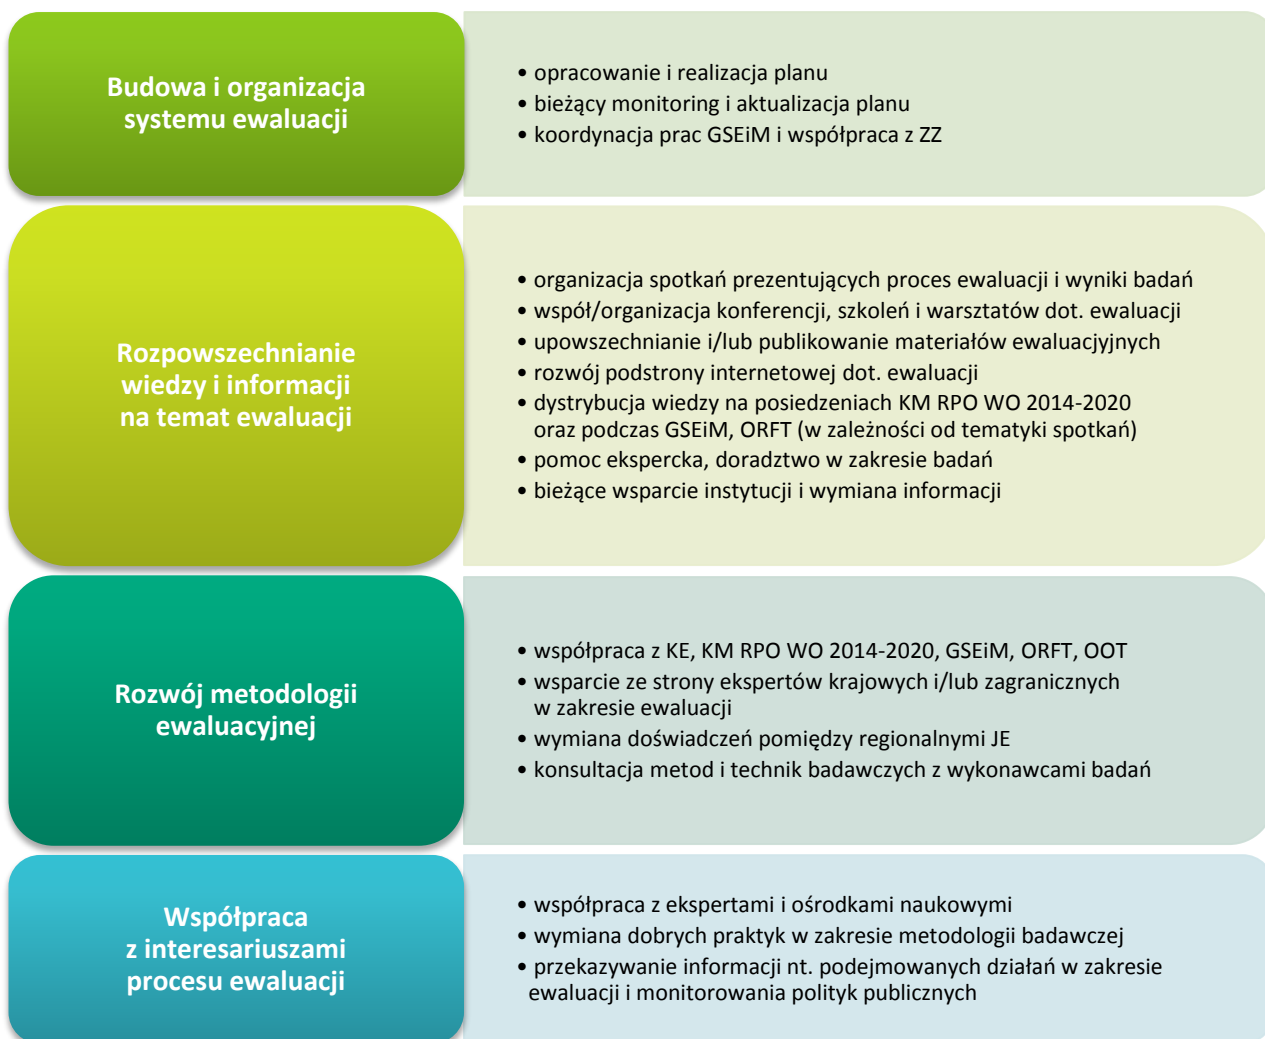 Budowa i organizacja
systemu ewaluacji
• opracowanie i realizacja planu
• bieżący monitoring i aktualizacja planu
• koordynacja prac GSEiM i współpraca z ZZ
Rozpowszechnianie
wiedzy i informacji
na temat ewaluacji
• organizacja spotkań prezentujących proces ewaluacji i wyniki badań
• współ/organizacja konferencji, szkoleń i warsztatów dot. ewaluacji
• upowszechnianie i/lub publikowanie materiałów ewaluacjyjnych
• rozwój podstrony internetowej dot. ewaluacji
• dystrybucja wiedzy na posiedzeniach KM RPO WO 2014-2020
oraz podczas GSEiM, ORFT (w zależności od tematyki spotkań)
• pomoc ekspercka, doradztwo w zakresie badań
• bieżące wsparcie instytucji i wymiana informacji
Rozwój metodologii
ewaluacyjnej
• współpraca z KE, KM RPO WO 2014-2020, GSEiM, ORFT, OOT
• wsparcie ze strony ekspertów krajowych i/lub zagranicznych
w zakresie ewaluacji
• wymiana doświadczeń pomiędzy regionalnymi JE
• konsultacja metod i technik badawczych z wykonawcami badań
Współpraca
z interesariuszami
procesu ewaluacji
• współpraca z ekspertami i ośrodkami naukowymi
• wymiana dobrych praktyk w zakresie metodologii badawczej
• przekazywanie informacji nt. podejmowanych działań w zakresie
ewaluacji i monitorowania polityk publicznych